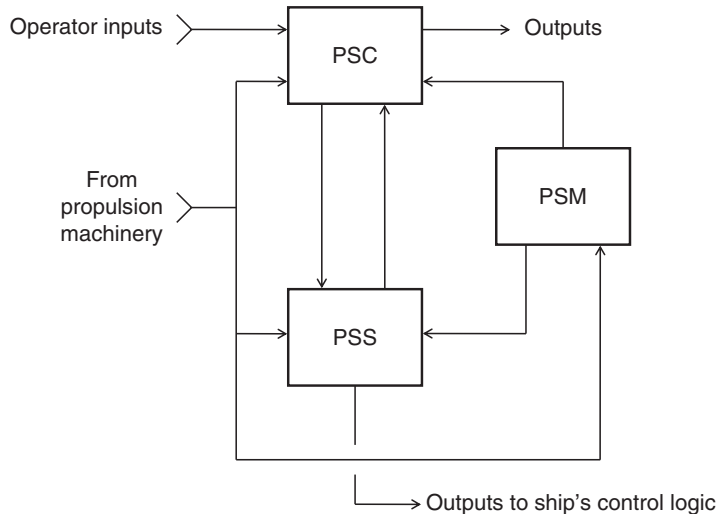 Operator inputs
PSC
Outputs
From
propulsion
machinery
PSM
PSS
Outputs to ship's control logic